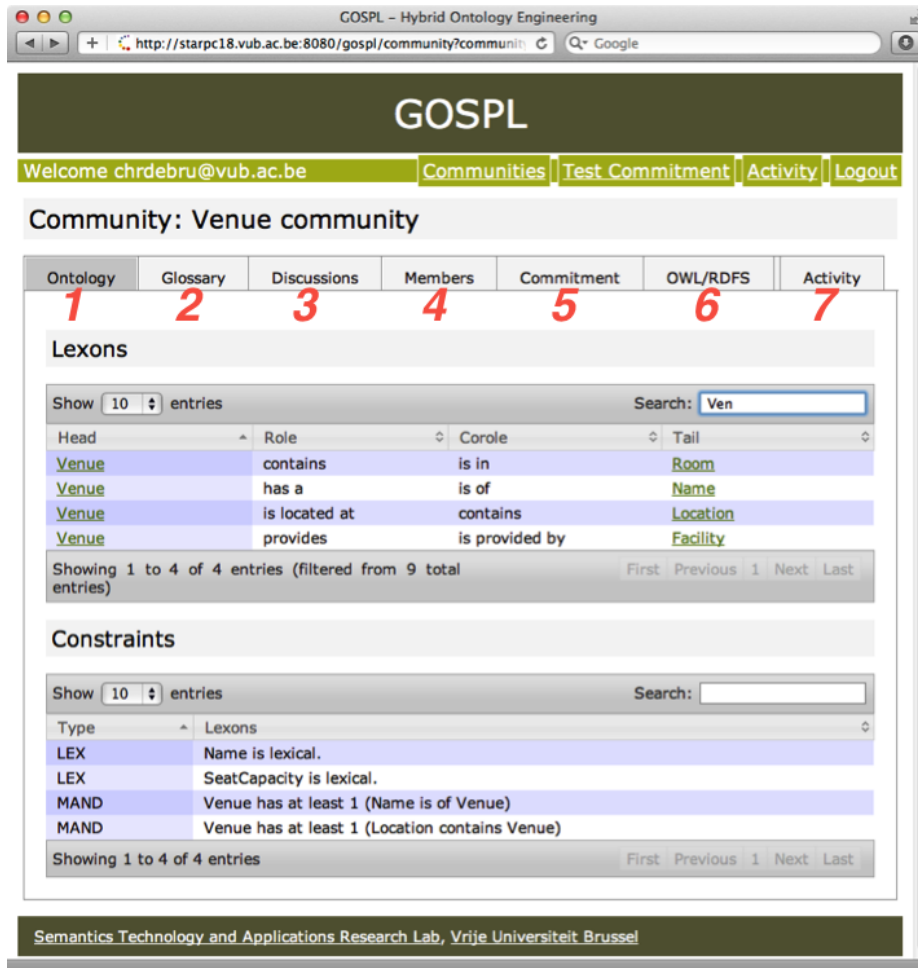 GOSPL – Hybrid Ontology Engineering
http://starpc18.vub.ac.be:8080/gospl/community?communit
Google
GOSPL
Welcome chrdebru@vub.ac.be
Communities Test Commitment Activity Logout
Community: Venue community
Ontology Glossary Discussions Members Commitment OWL/RDFS Activity
1 2 3 4 5 6 7
Lexons
Show 10 entries Search: Ven
Head Role Corole Tail
Venue contains is in Room
Venue has a is of Name
Venue is located at contains Location
Venue provides is provided by Facility
Showing 1 to 4 of 4 entries (filtered from 9 total
entries)
First Previous 1 Next Last
Constraints
Show 10 entries Search:
Type Lexons
LEX Name is lexical.
LEX SeatCapacity is lexical.
MAND Venue has at least 1 (Name is of Venue)
MAND Venue has at least 1 (Location contains Venue)
Showing 1 to 4 of 4 entries First Previous 1 Next Last
Semantics Technology and Applications Research Lab, Vrije Universiteit Brussel